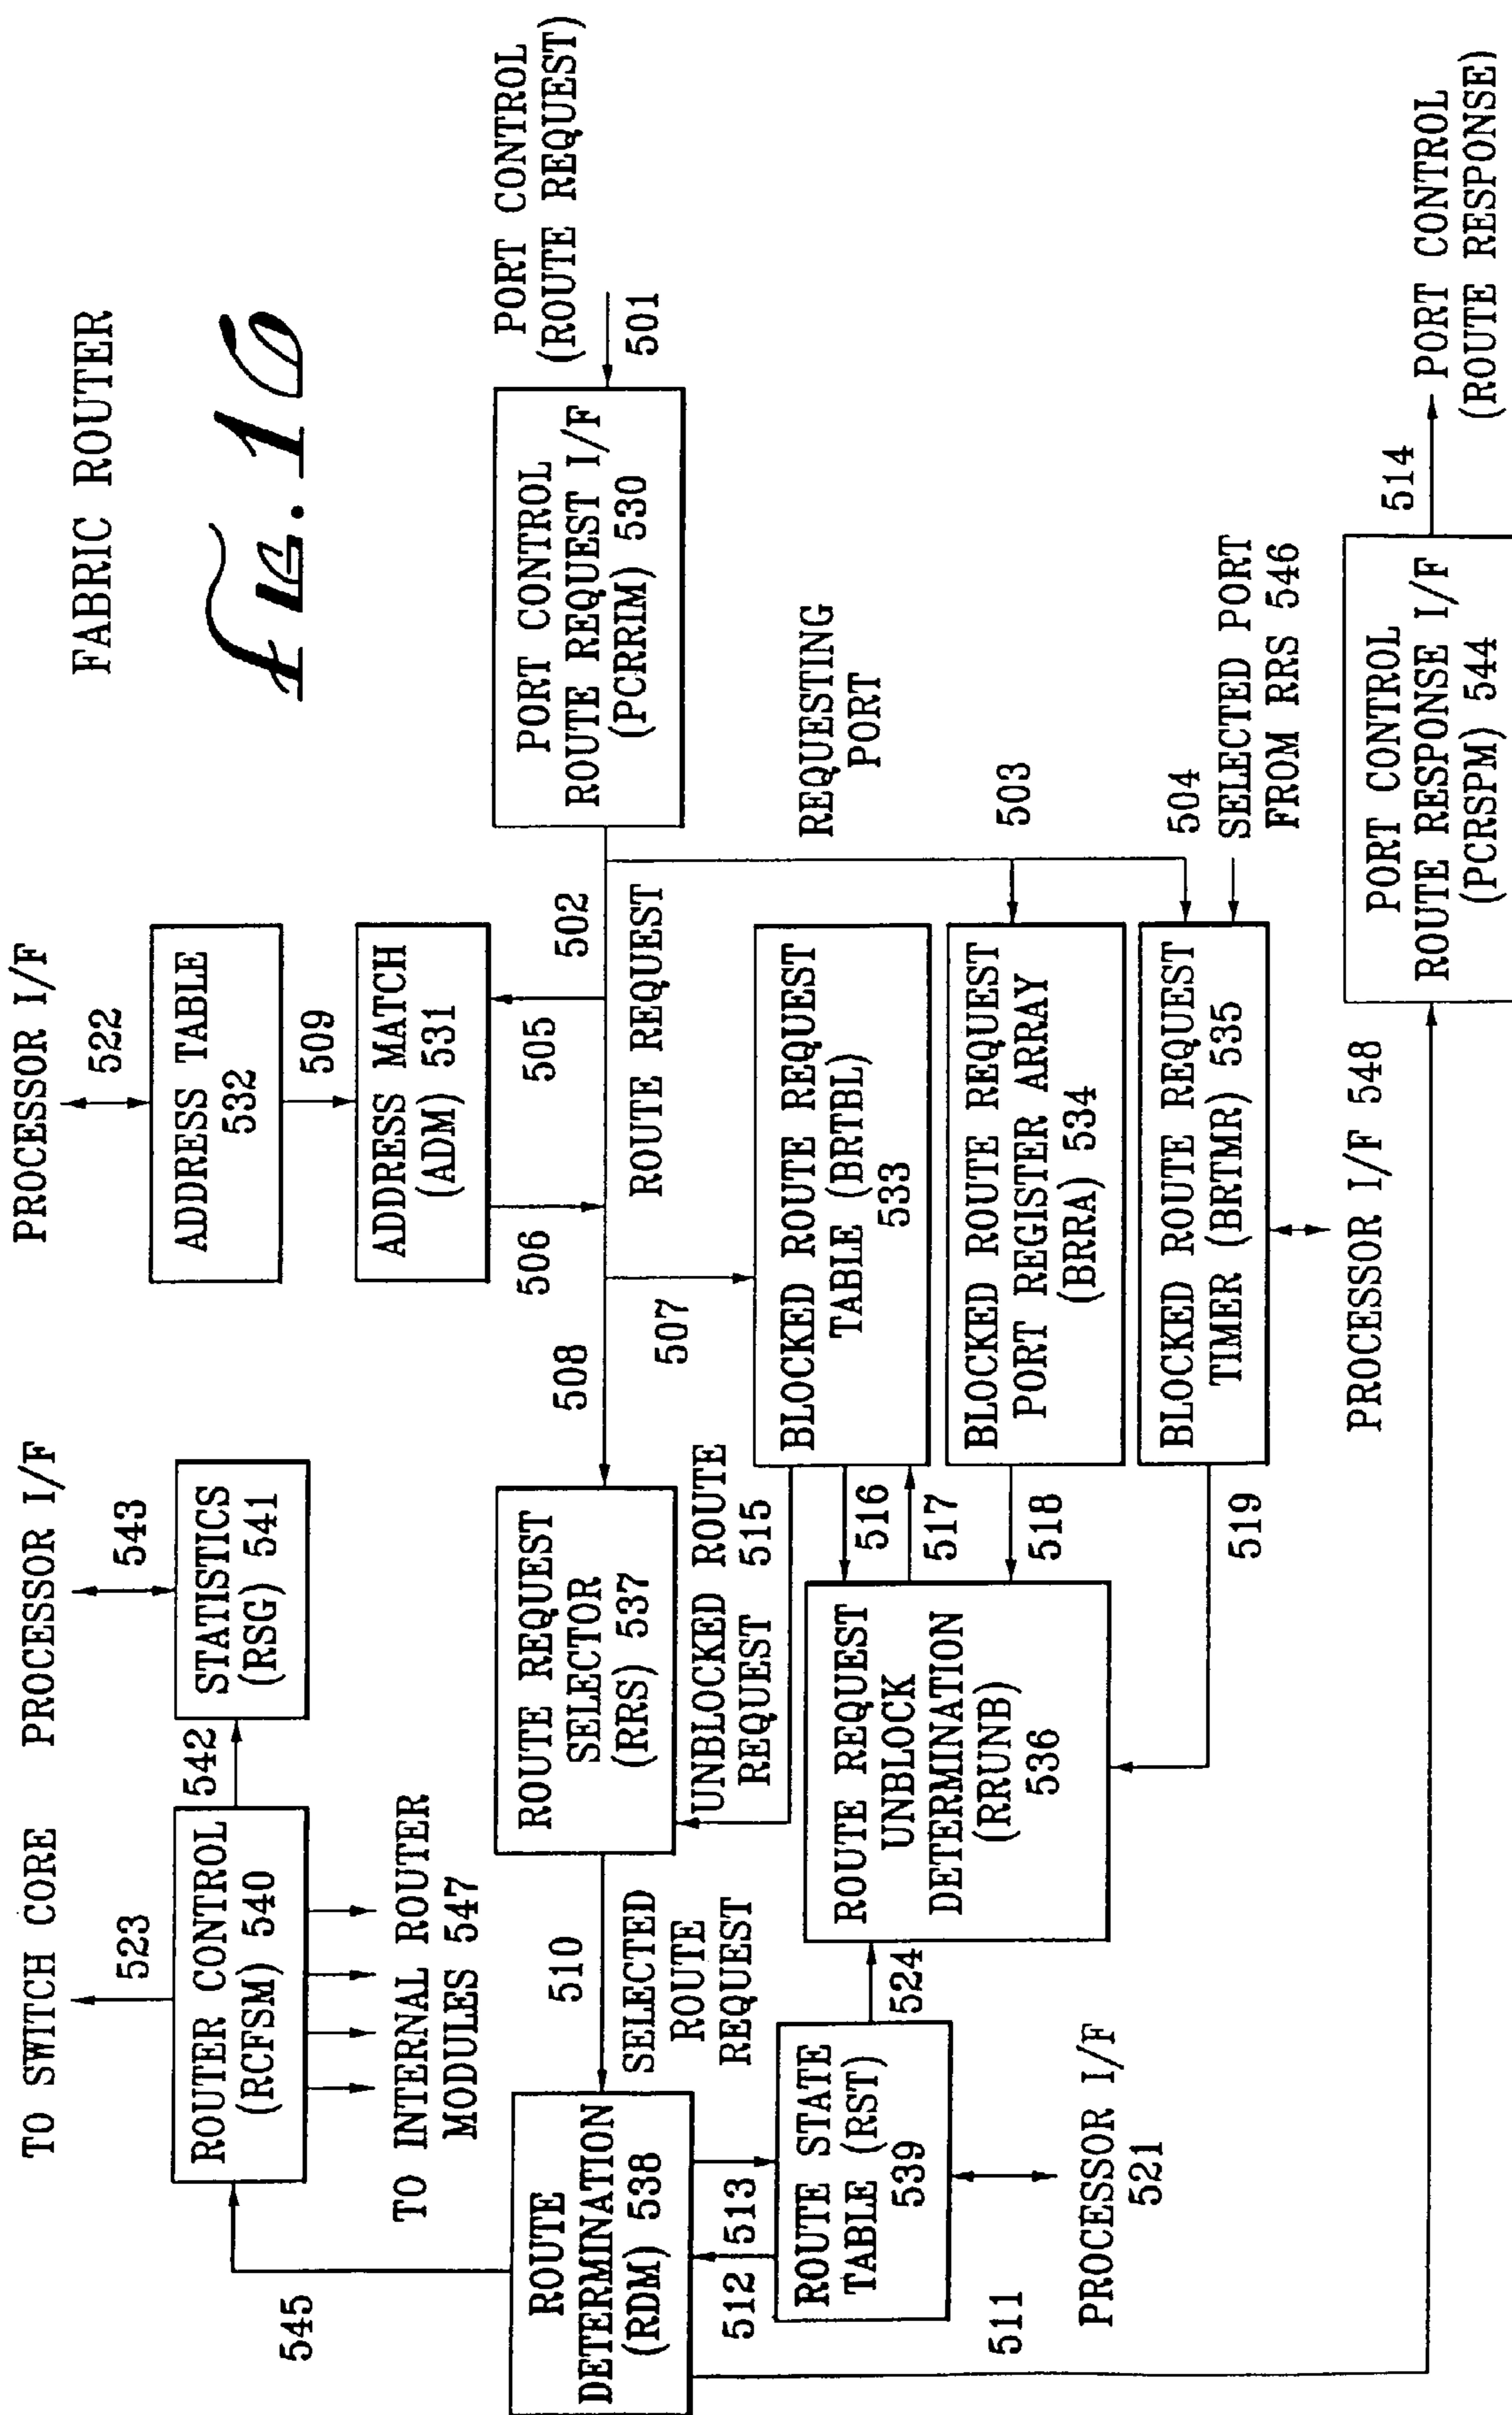 FABRIC ROUTER
FIG. 16
TO SWITCH CORE
523
ROUTER CONTROL
(RCFSM) 540
TO INTERNAL ROUTER
MODULES 547
545
542
PROCESSOR I/F
543
STATISTICS
(RSG) 541
PROCESSOR I/F
522
ADDRESS TABLE
532
509
ADDRESS MATCH
(ADM) 531
506
505
502
ROUTE REQUEST
508
507
PORT CONTROL
(ROUTE REQUEST)
501
PORT CONTROL
ROUTE REQUEST I/F
(PCRRIM) 530
ROUTE
DETERMINATION
(RDM) 538
510
SELECTED
ROUTE
REQUEST
ROUTE REQUEST
SELECTOR
(RRS) 537
UNBLOCKED ROUTE
REQUEST 515
BLOCKED ROUTE REQUEST
TABLE (BRTBL)
533
REQUESTING
PORT
503
512
513
ROUTE STATE
TABLE (RST)
539
511
PROCESSOR I/F
521
524
ROUTE REQUEST
UNBLOCK
DETERMINATION
(RRUNB)
536
516
517
518
519
BLOCKED ROUTE REQUEST
PORT REGISTER ARRAY
(BRRA) 534
BLOCKED ROUTE REQUEST
TIMER (BRTMR) 535
504
SELECTED PORT
FROM RRS 546
PROCESSOR I/F 548
PORT CONTROL
ROUTE RESPONSE I/F
(PCRSPM) 544
514
PORT CONTROL
(ROUTE RESPONSE)